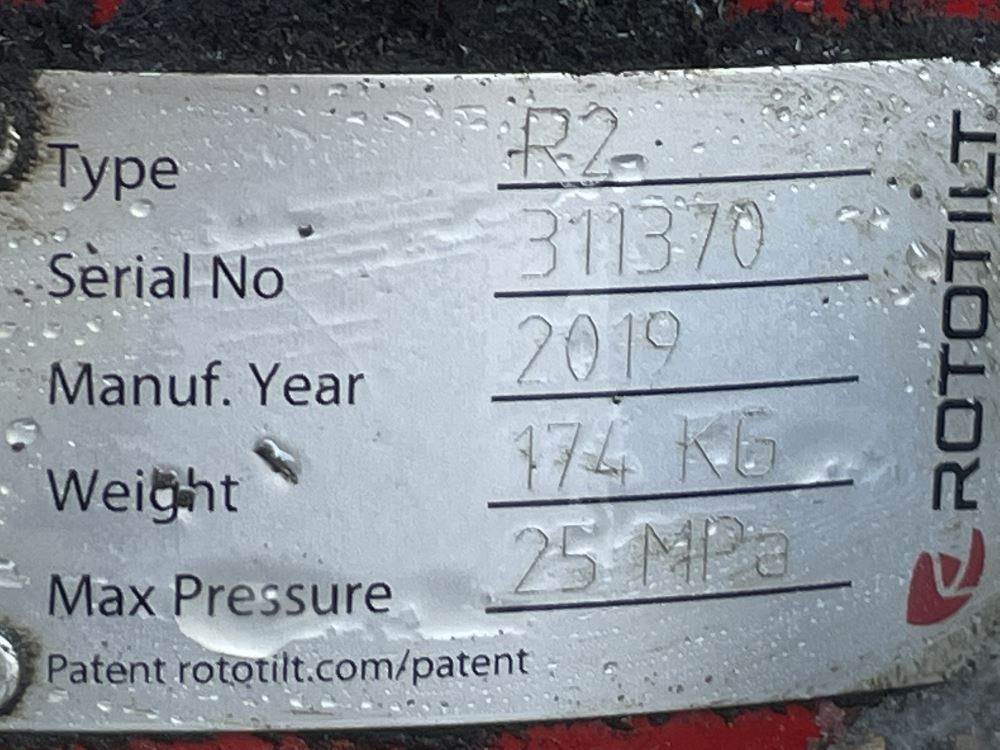 Type R2
Serial No 311370
Manuf. Year 2019
Weight 174 KG
Max Pressure 25 MPa
Patent rototilt.com/patent
ROTOTILT